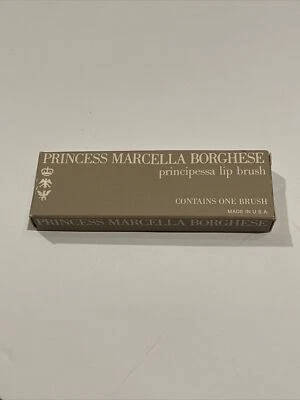 PRINCESS MARCELLA BORGHESE
principessa lip brush
CONTAINS ONE BRUSH
MADE IN U.S.A.
PRINCESS MARCELLA BORGHESE